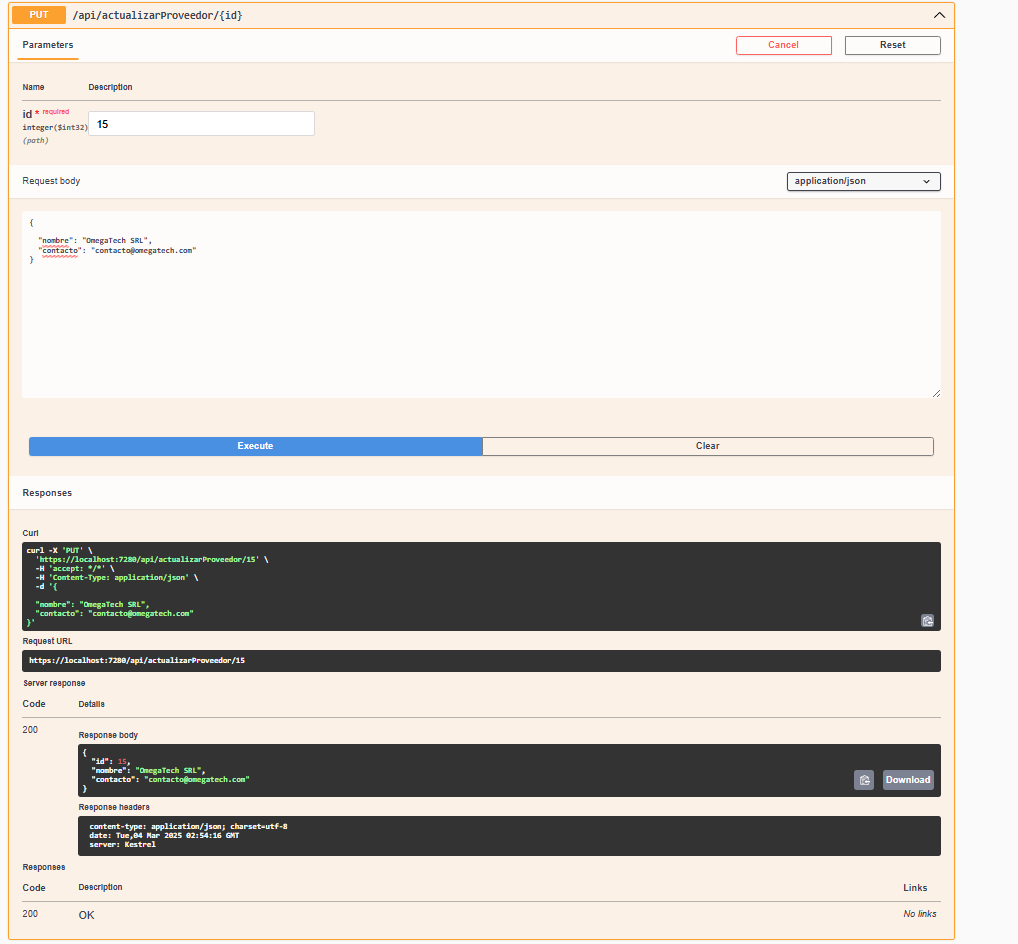 PUT /api/actualizarProveedor/{id}
Parameters Cancel Reset
Name Description
id * required
integer($int32)
(path)
15
Request body application/json
{
"nombre": "OmegaTech SRL",
"contacto": "contacto@omegatech.com"
}
Execute Clear
Responses
Curl
curl -X 'PUT' \
'https://localhost:7280/api/actualizarProveedor/15' \
-H 'accept: */*' \
-H 'Content-Type: application/json' \
-d '{
"nombre": "OmegaTech SRL",
"contacto": "contacto@omegatech.com"
}'
Request URL
https://localhost:7280/api/actualizarProveedor/15
Server response
Code Details
200
Response body
{
"id": 15,
"nombre": "OmegaTech SRL",
"contacto": "contacto@omegatech.com"
}
Download
Response headers
content-type: application/json; charset=utf-8
date: Tue,04 Mar 2025 02:54:16 GMT
server: Kestrel
Responses
Code Description Links
200 OK No links